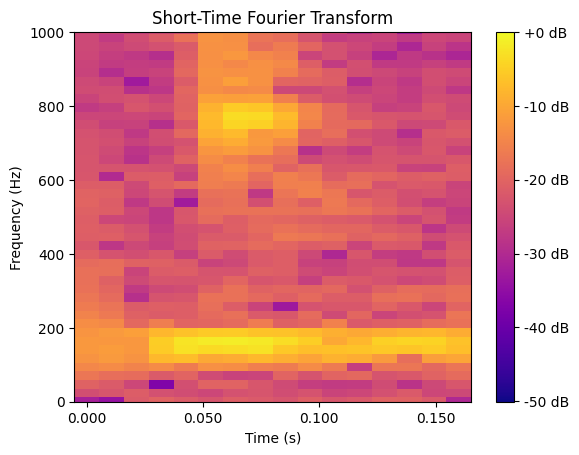 Short-Time Fourier Transform
Frequency (Hz)
1000
800
600
400
200
0
0.000
0.050
0.100
0.150
Time (s)
+0 dB
-10 dB
-20 dB
-30 dB
-40 dB
-50 dB